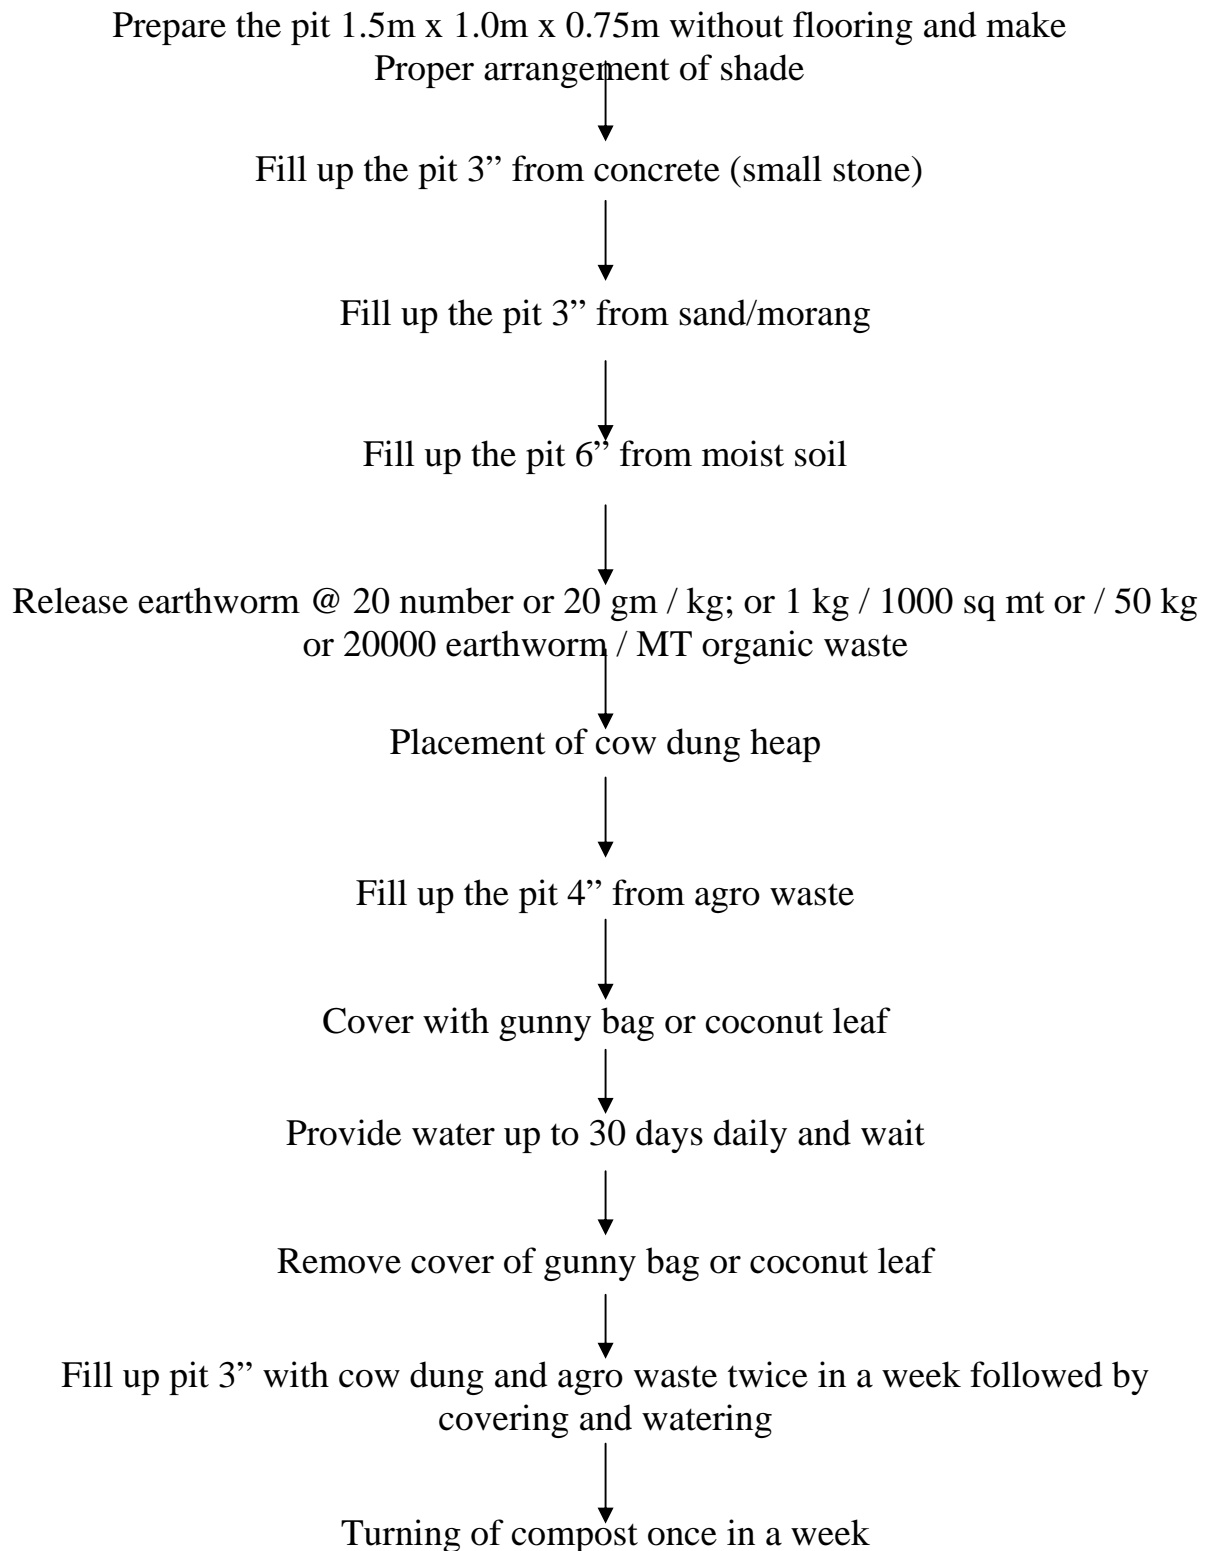 Prepare the pit 1.5m x 1.0m x 0.75m without flooring and make
Proper arrangement of shade
Fill up the pit 3” from concrete (small stone)
Fill up the pit 3” from sand/morang
Fill up the pit 6” from moist soil
Release earthworm @ 20 number or 20 gm / kg; or 1 kg / 1000 sq mt or / 50 kg
or 20000 earthworm / MT organic waste
Placement of cow dung heap
Fill up the pit 4” from agro waste
Cover with gunny bag or coconut leaf
Provide water up to 30 days daily and wait
Remove cover of gunny bag or coconut leaf
Fill up pit 3” with cow dung and agro waste twice in a week followed by
covering and watering
Turning of compost once in a week